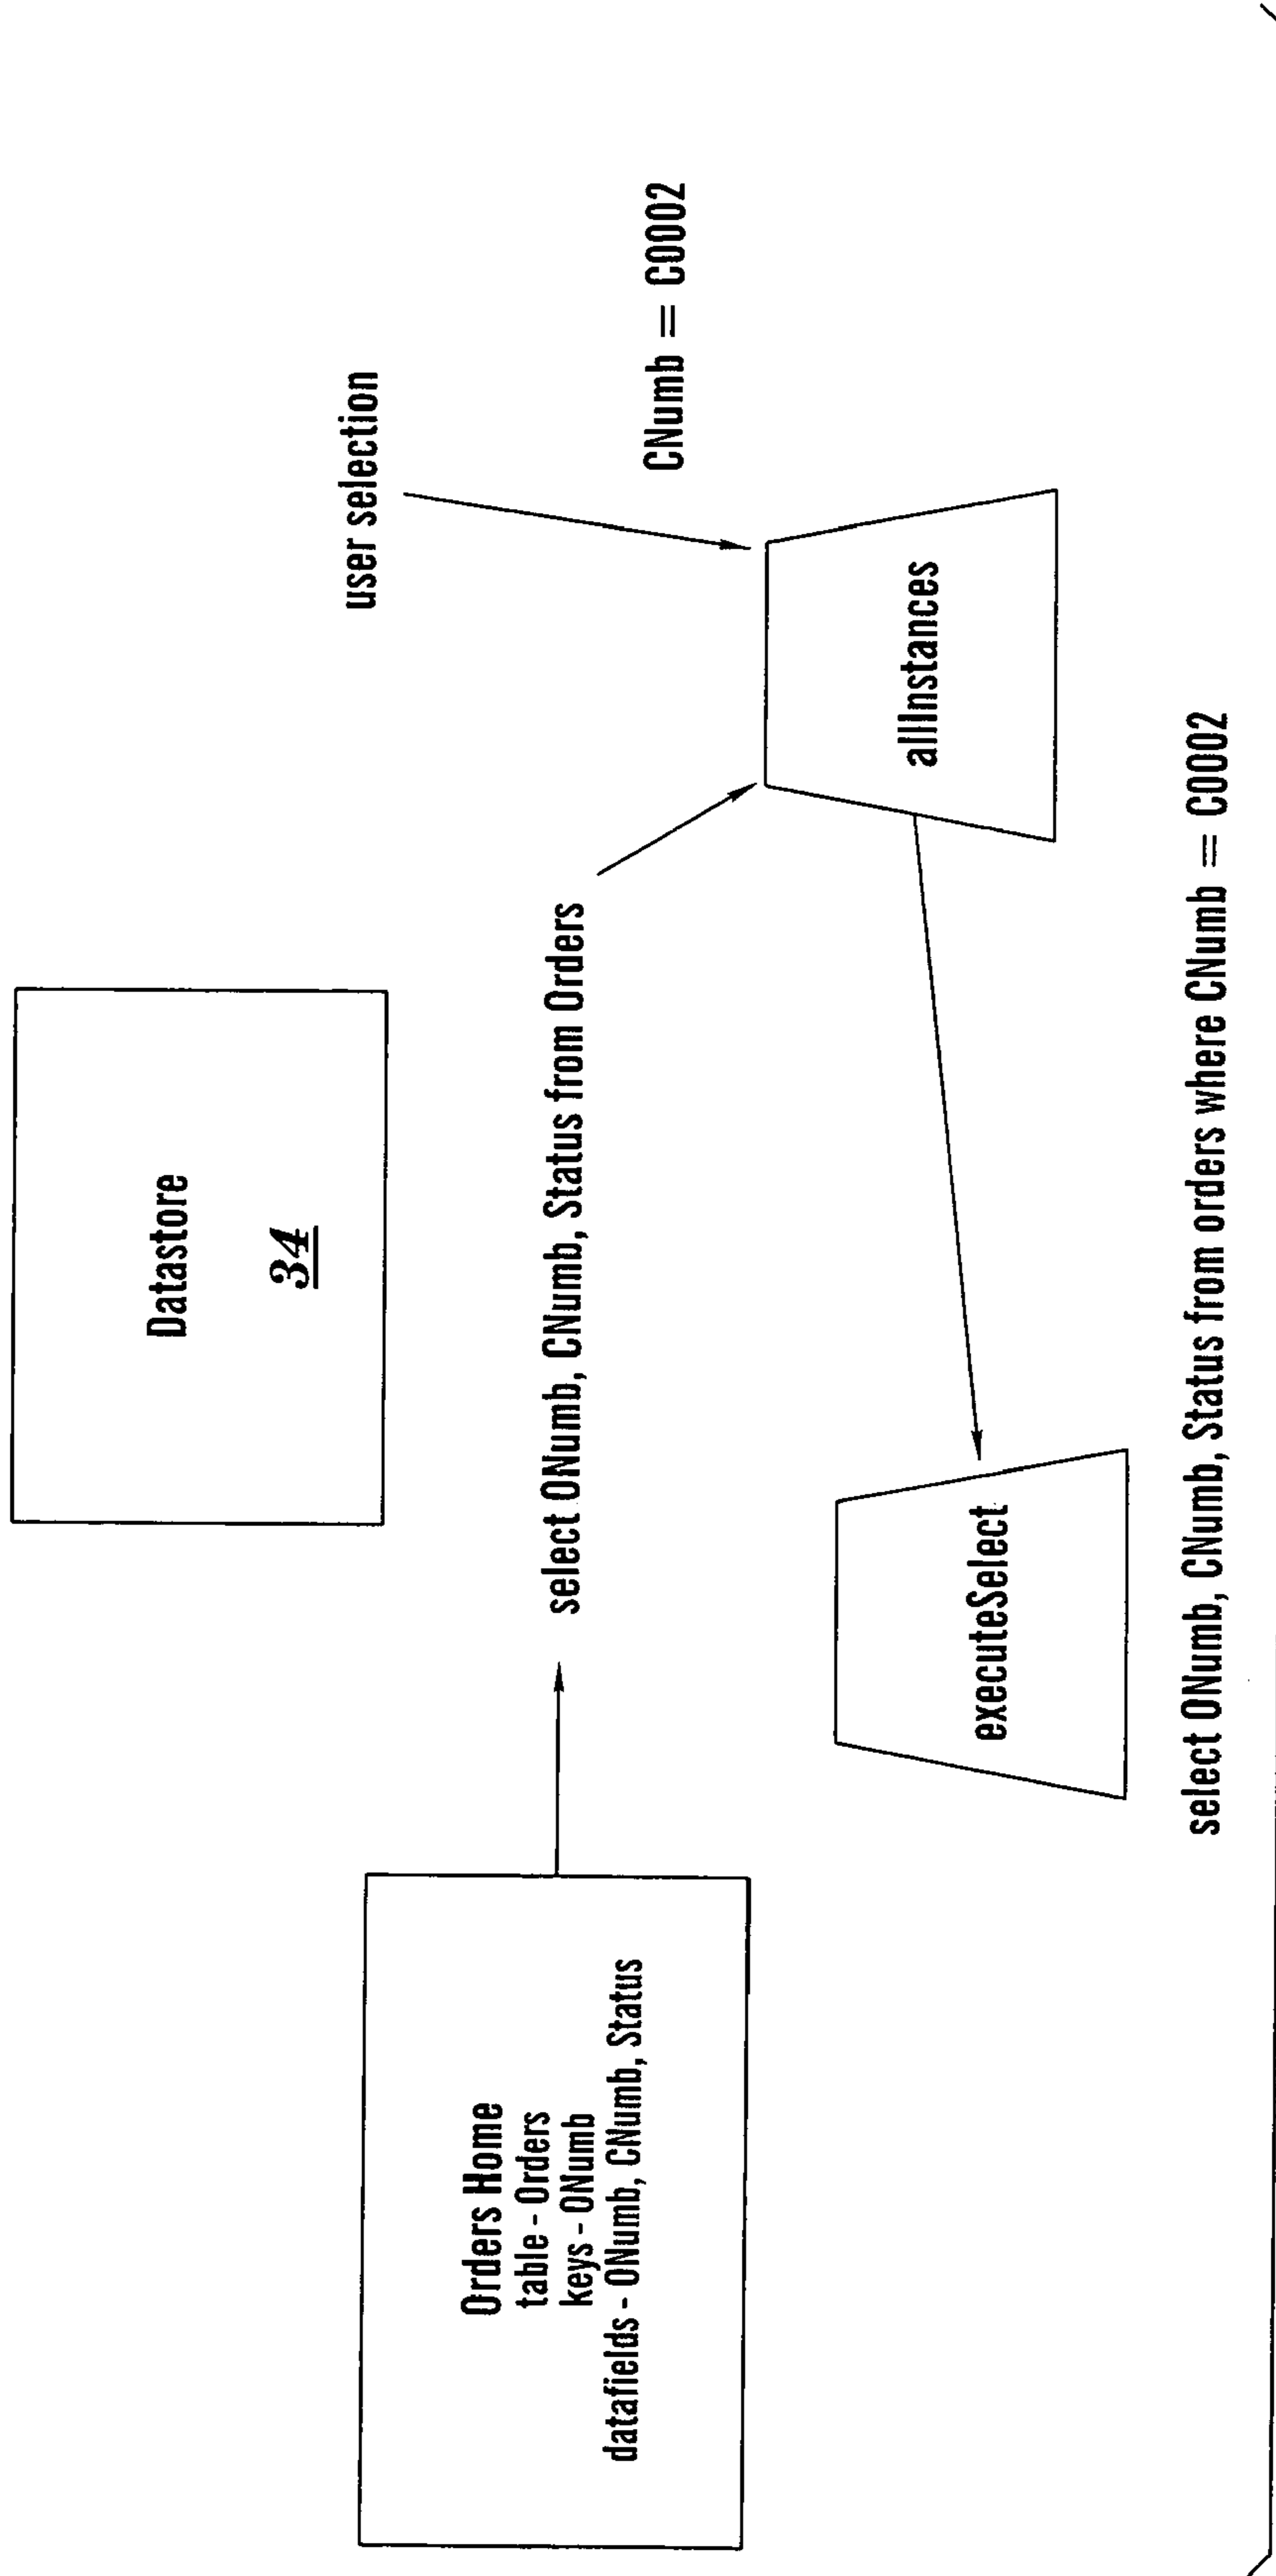 Datastore
34
user selection
Orders Home
table - Orders
keys - ONumb
datafields - ONumb, CNumb, Status
select ONumb, CNumb, Status from Orders
CNumb = C0002
allInstances
executeSelect
select ONumb, CNumb, Status from orders where CNumb = C0002